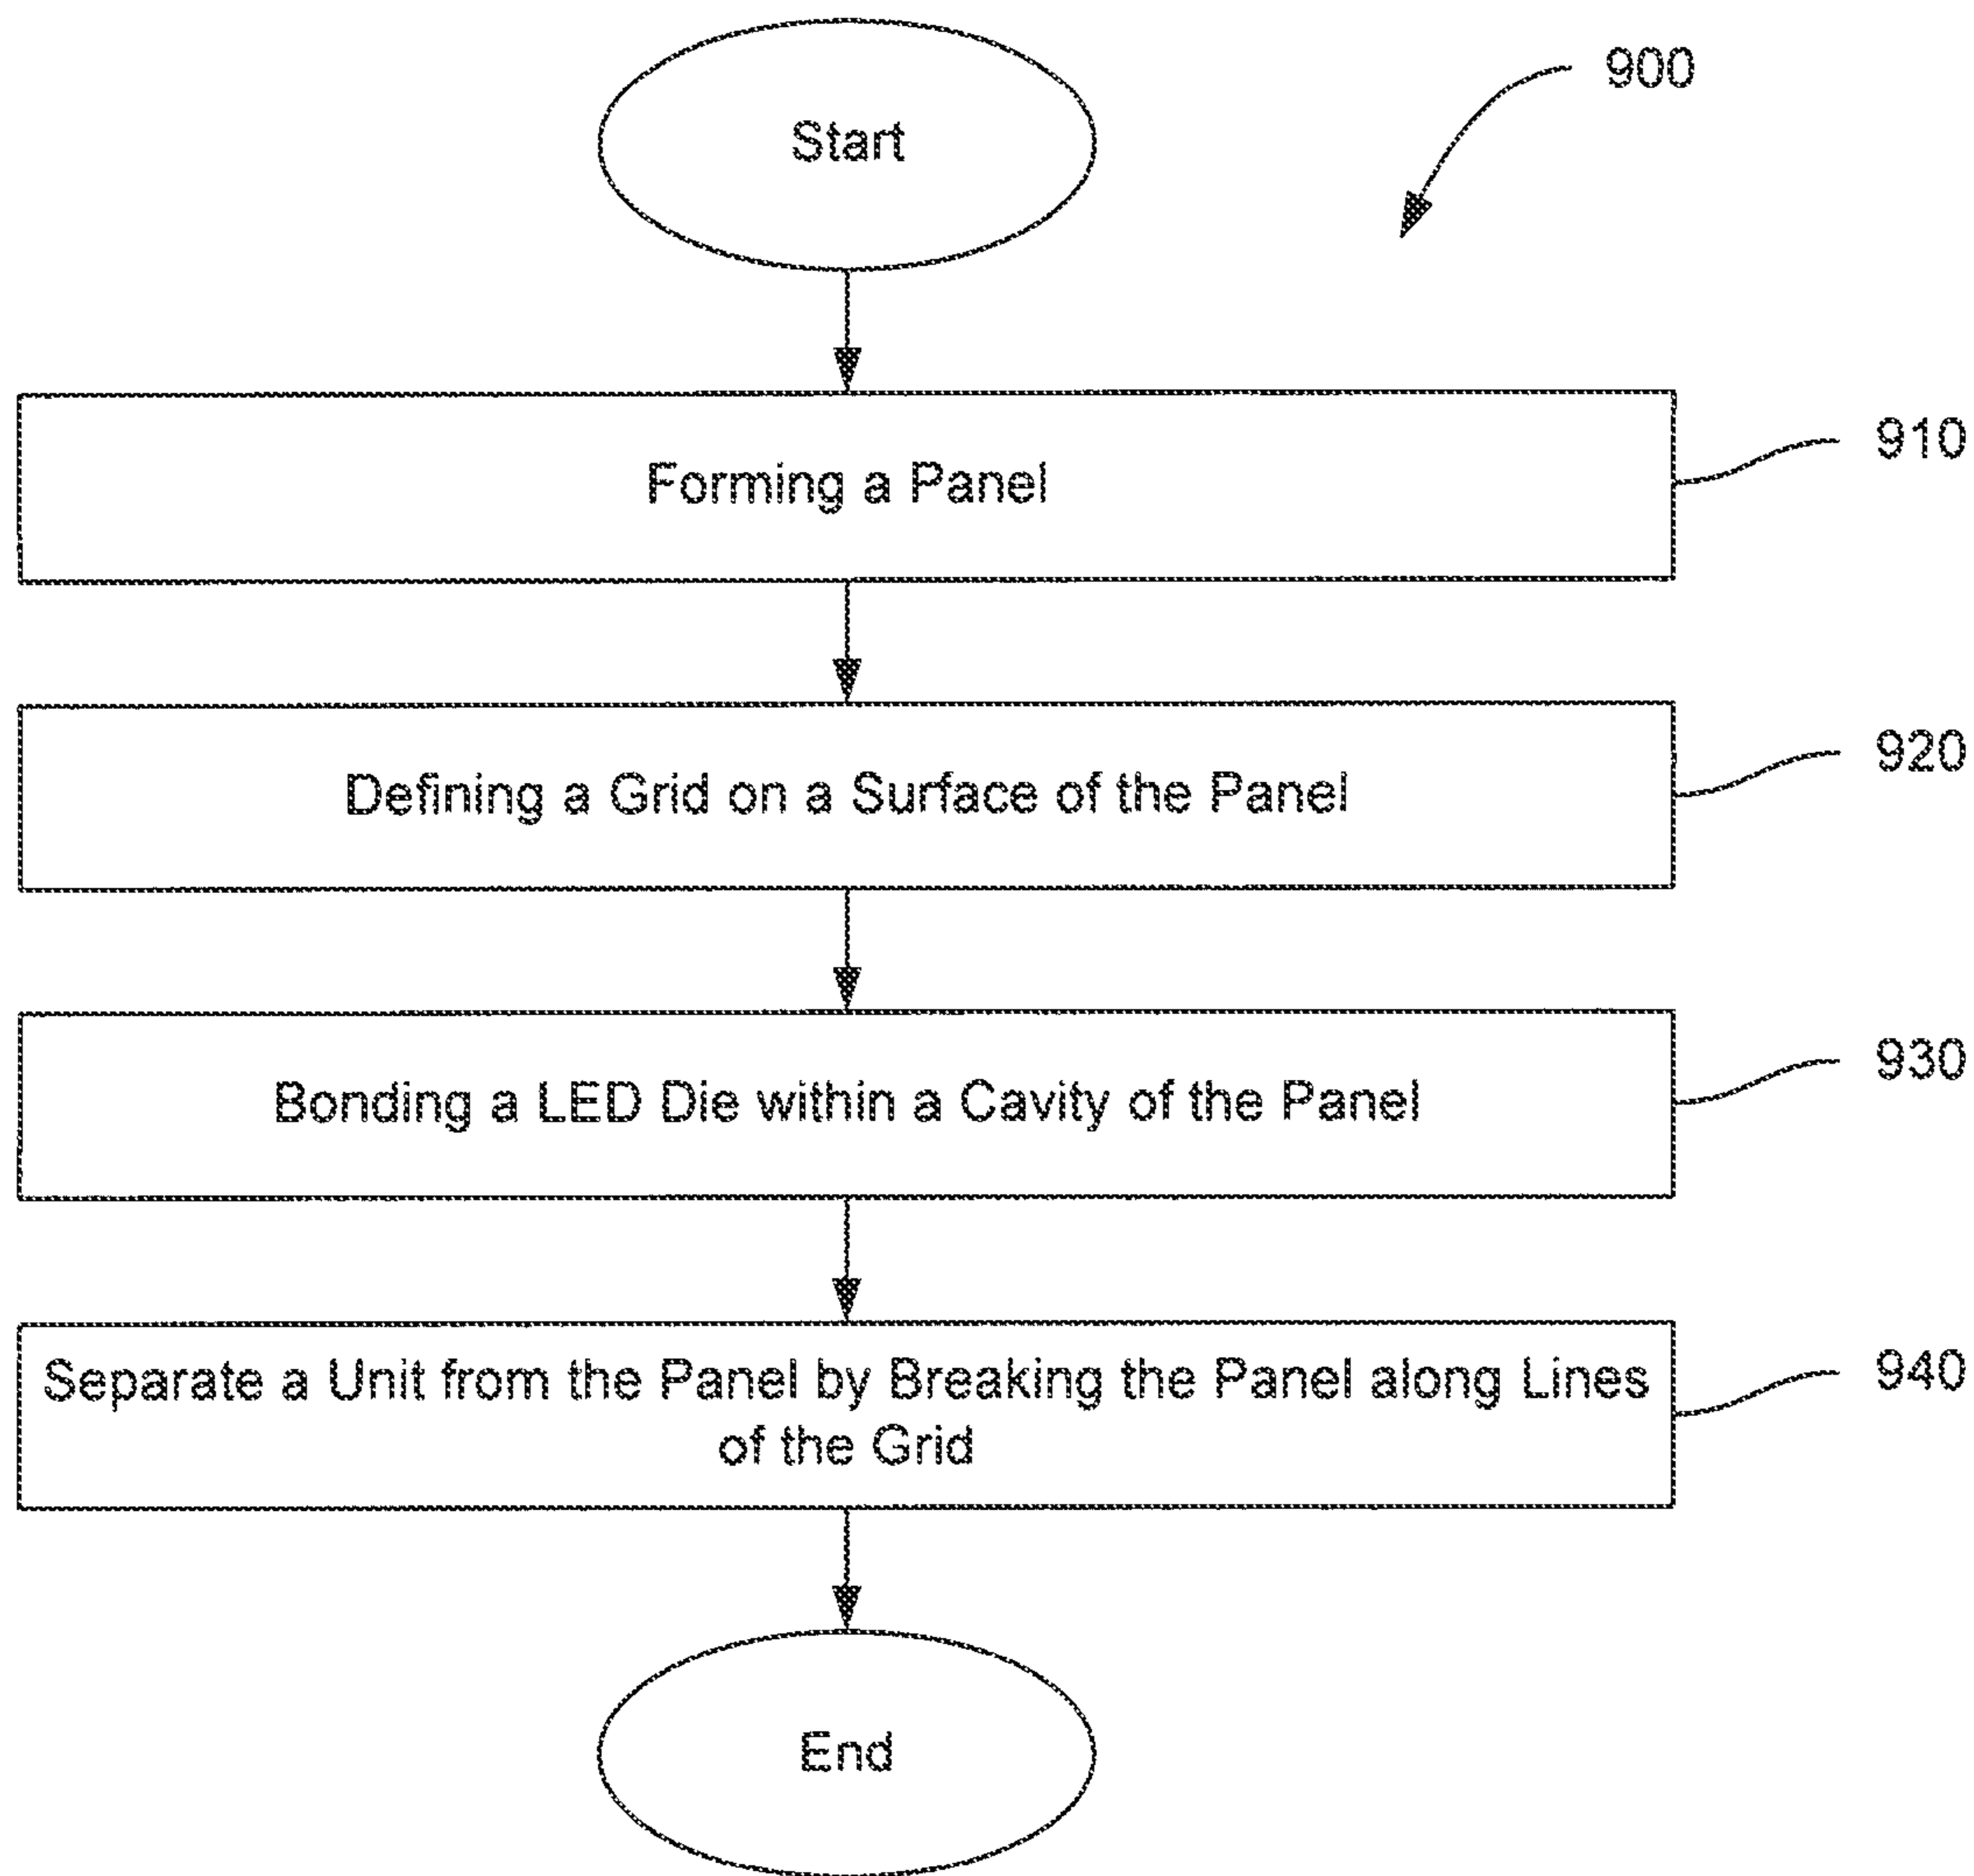 Start
900
Forming a Panel
910
Defining a Grid on a Surface of the Panel
920
Bonding a LED Die within a Cavity of the Panel
930
Separate a Unit from the Panel by Breaking the Panel along Lines
of the Grid
940
End